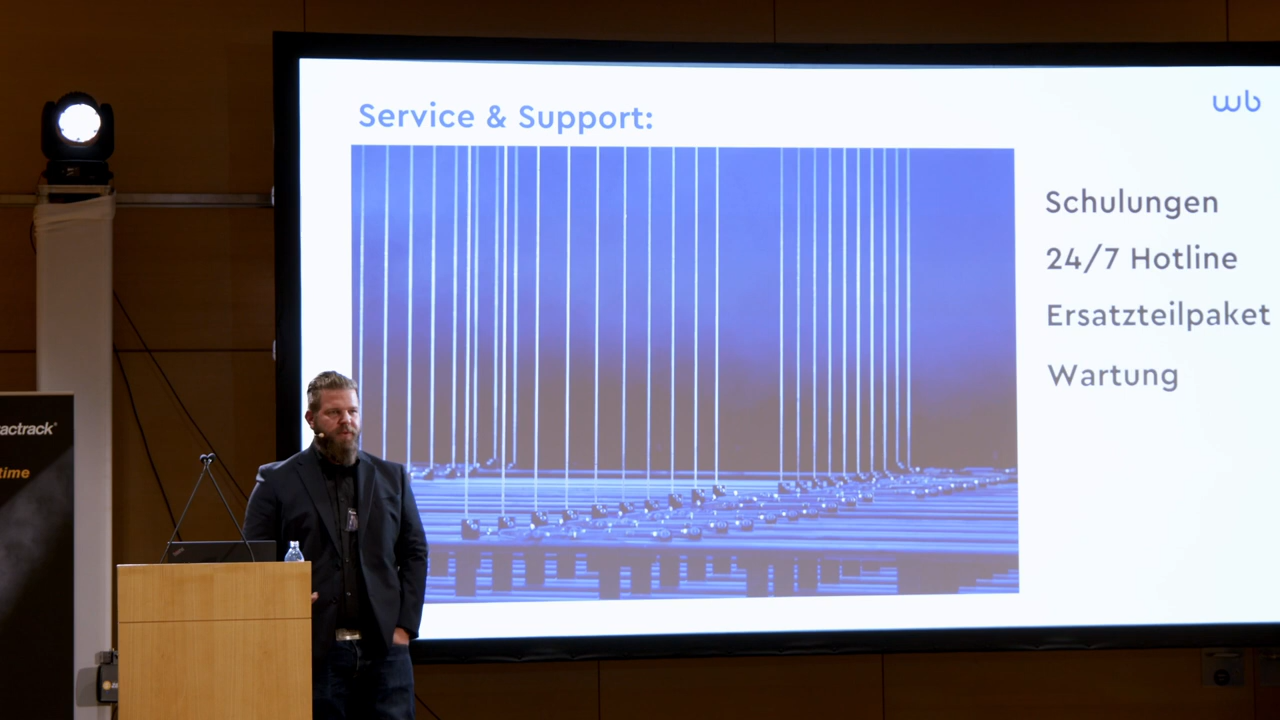 Service & Support:
wb
Schulungen
24/7 Hotline
Ersatzteilpaket
Wartung
actrack®
time